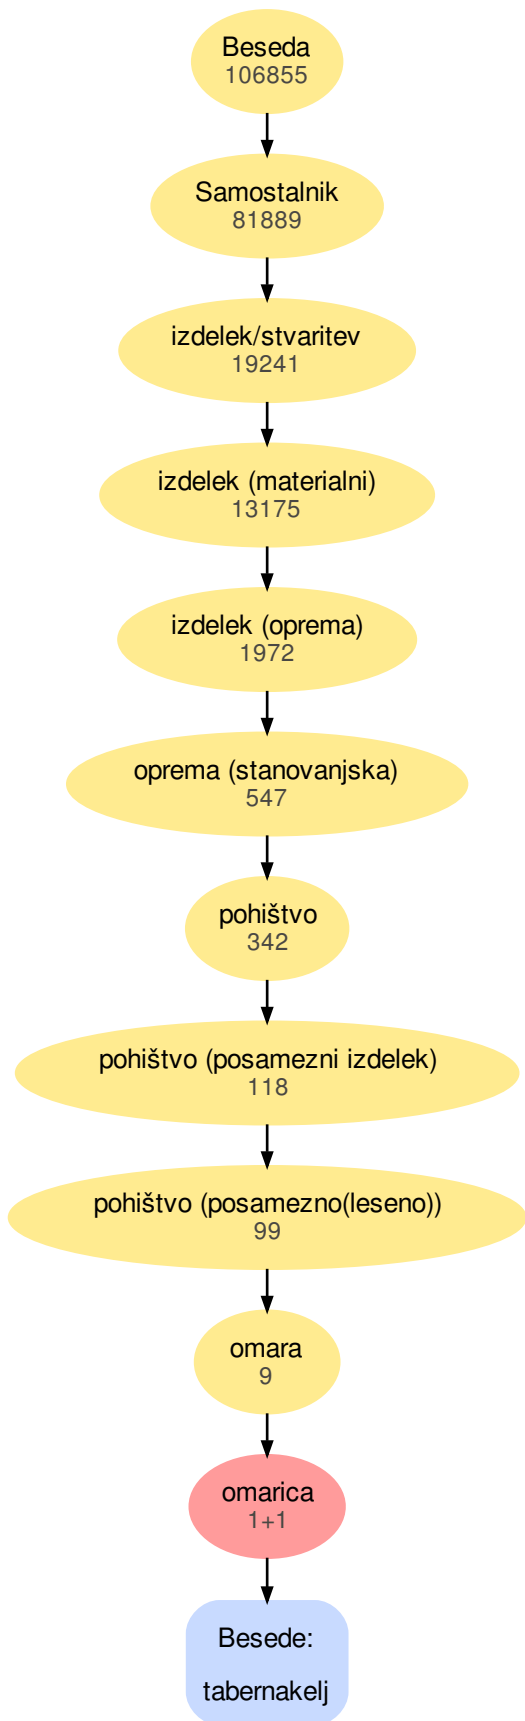 Beseda
106855
Samostalnik
81889
izdelek/stvaritev
19241
izdelek (materialni)
13175
izdelek (oprema)
1972
oprema (stanovanjska)
547
pohištvo
342
pohištvo (posamezni izdelek)
118
pohištvo (posamezno(leseno))
99
omara
9
omarica
1+1
Besede:
tabernakelj